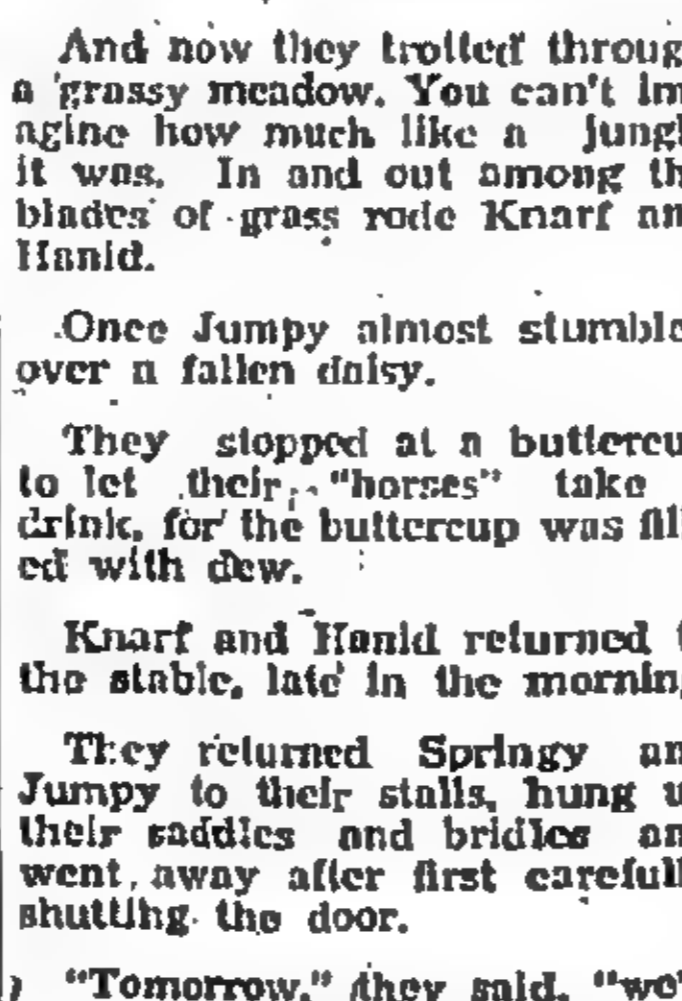 And now they trotted throug
a grassy meadow. You can't im
agine how much like a jungl
it was. In and out among th
blades of grass rode Knarf an
Hanid.
Once Jumpy almost stumble
over a fallen daisy.
They stopped at a buttercu
to let their "horses" take
drink, for the buttercup was fil
ed with dew.
Knarf and Hanid returned t
the stable, late in the mornin
They returned Springy an
Jumpy to their stalls, hung u
their saddles and bridles an
went away after first carefull
shutting the door.
"Tomorrow," they said, "we'